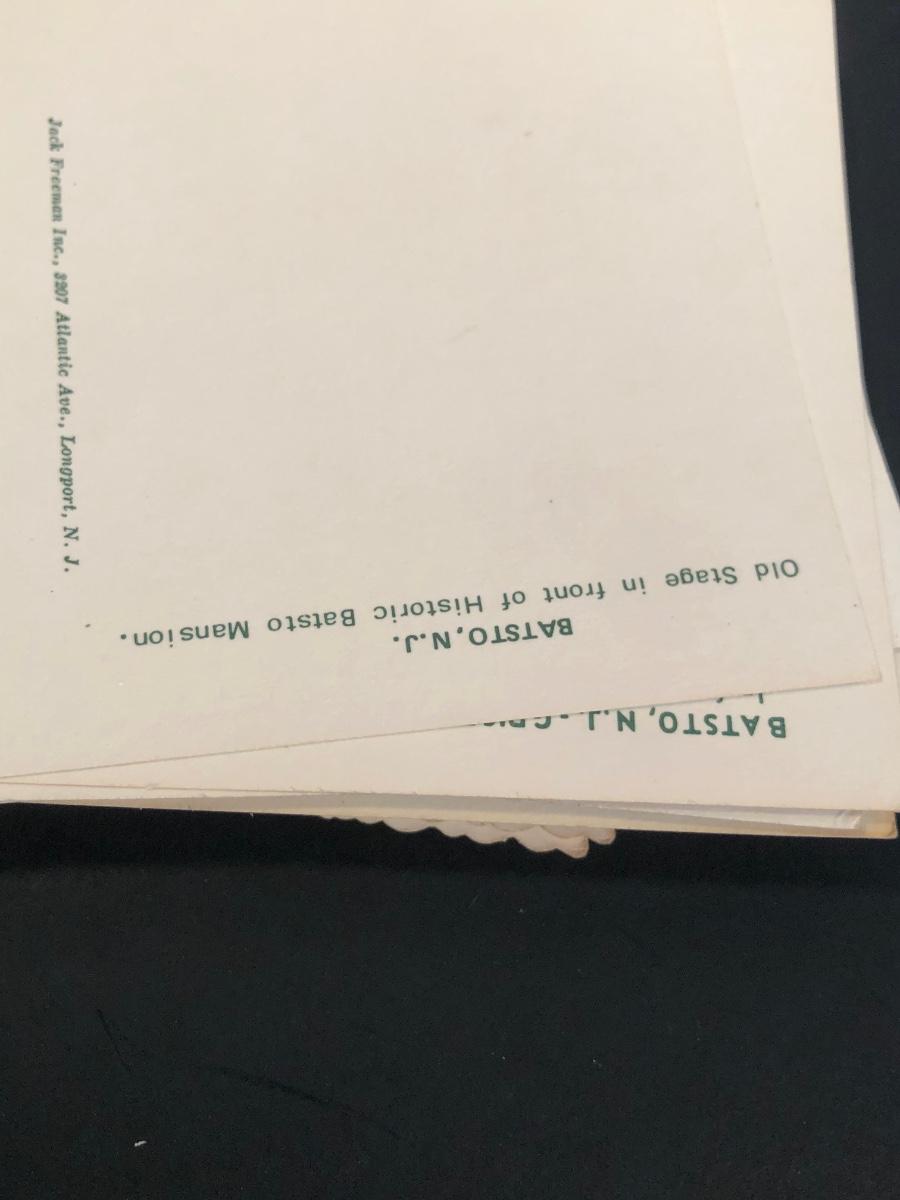 BATSTO, N.J.
Old Stage in front of Historic Batsto Mansion.
Jack Freeman Inc., 3207 Atlantic Ave., Longport, N. J.
BATSTO, N.J. -